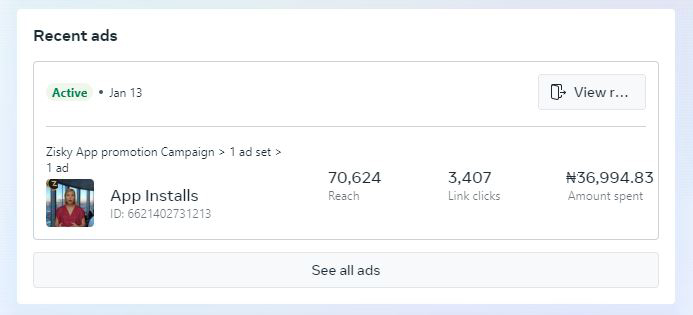 Recent ads
Active • Jan 13
View r...
Zisky App promotion Campaign > 1 ad set >
1 ad
Z
App Installs
ID: 6621402731213
70,624
Reach
3,407
Link clicks
₦36,994.83
Amount spent
See all ads